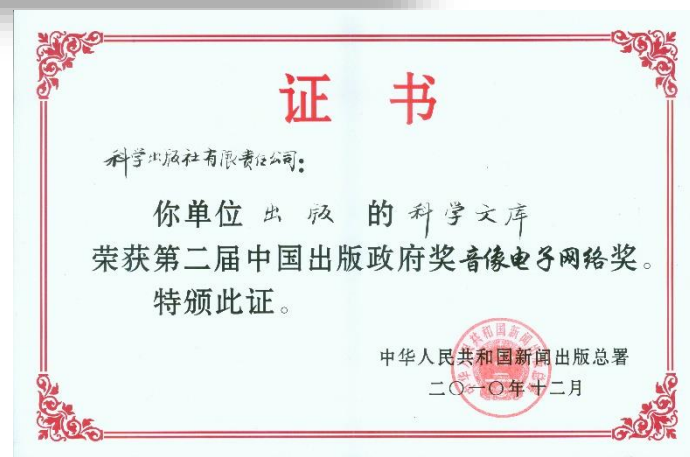 证 书
科学出版社有限责任公司：
你单位 出 版 的 科学文库
荣获第二届中国出版政府奖音像电子网络奖。
特颁此证。
中华人民共和国新闻出版总署
二〇一〇年十二月